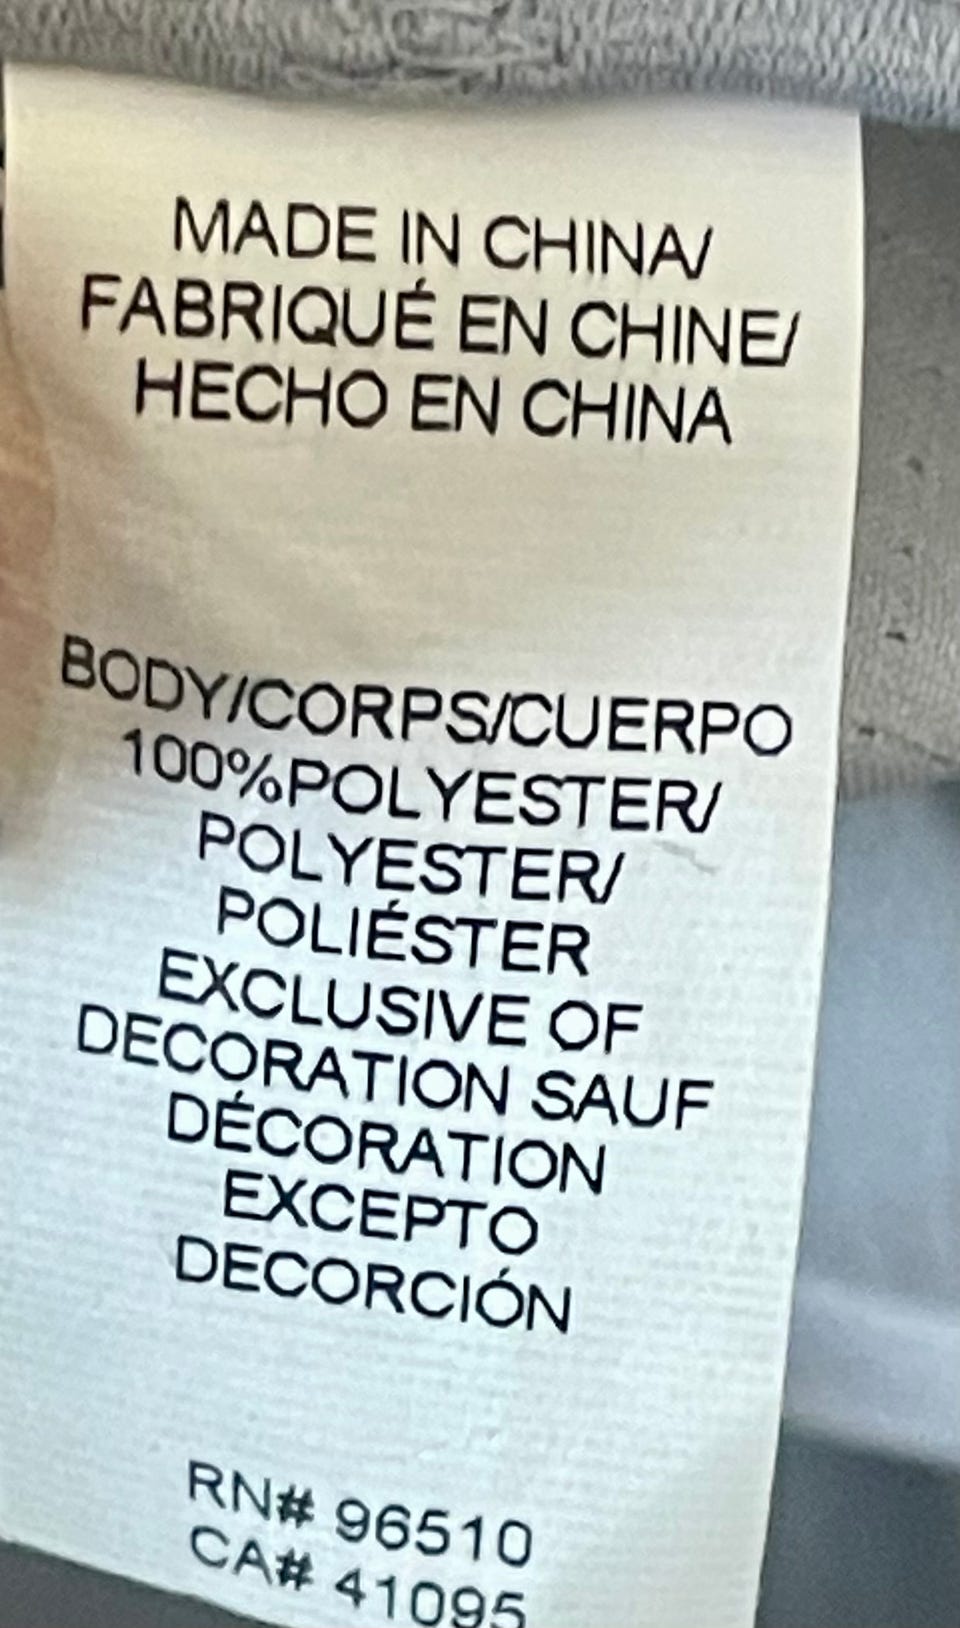 MADE IN CHINA/
FABRIQUÉ EN CHINE/
HECHO EN CHINA
BODY/CORPS/CUERPO
100%POLYESTER/
POLYESTER/
POLIÉSTER
EXCLUSIVE OF
DECORATION SAUF
DÉCORATION
EXCEPTO
DECORCIÓN
RN# 96510
CA# 41095